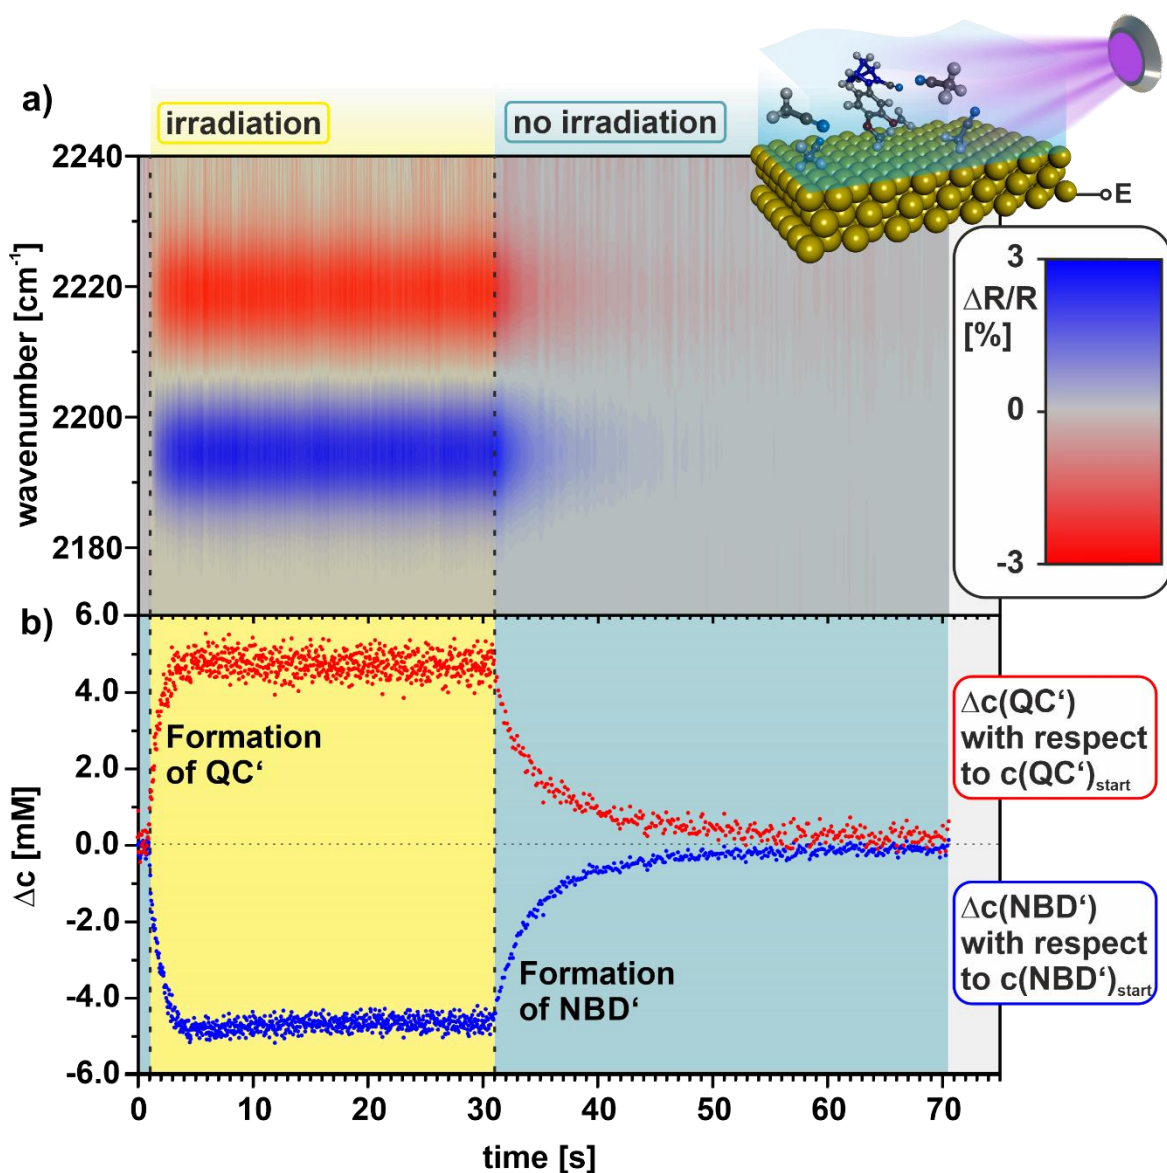 a)
irradiation
no irradiation
E
2240
2220
2200
2180
wavenumber [cm⁻¹]
3
ΔR/R
[%]
0
-3
b)
6.0
4.0
2.0
0.0
-2.0
-4.0
-6.0
Δc [mM]
Formation
of QC‘
Formation
of NBD‘
Δc(QC‘)
with respect
to c(QC‘)start
Δc(NBD‘)
with respect
to c(NBD‘)start
0 10 20 30 40 50 60 70
time [s]